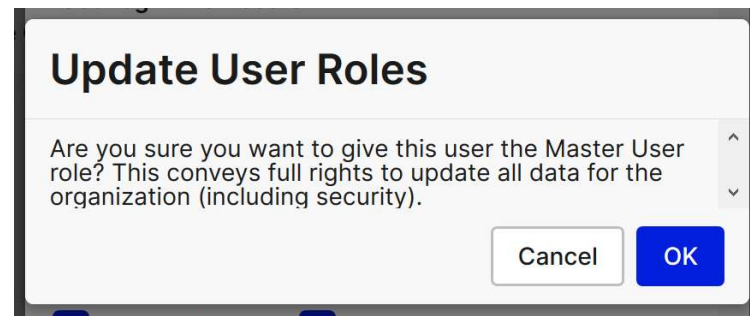 Update User Roles
Are you sure you want to give this user the Master User
role? This conveys full rights to update all data for the
organization (including security).
Cancel
OK